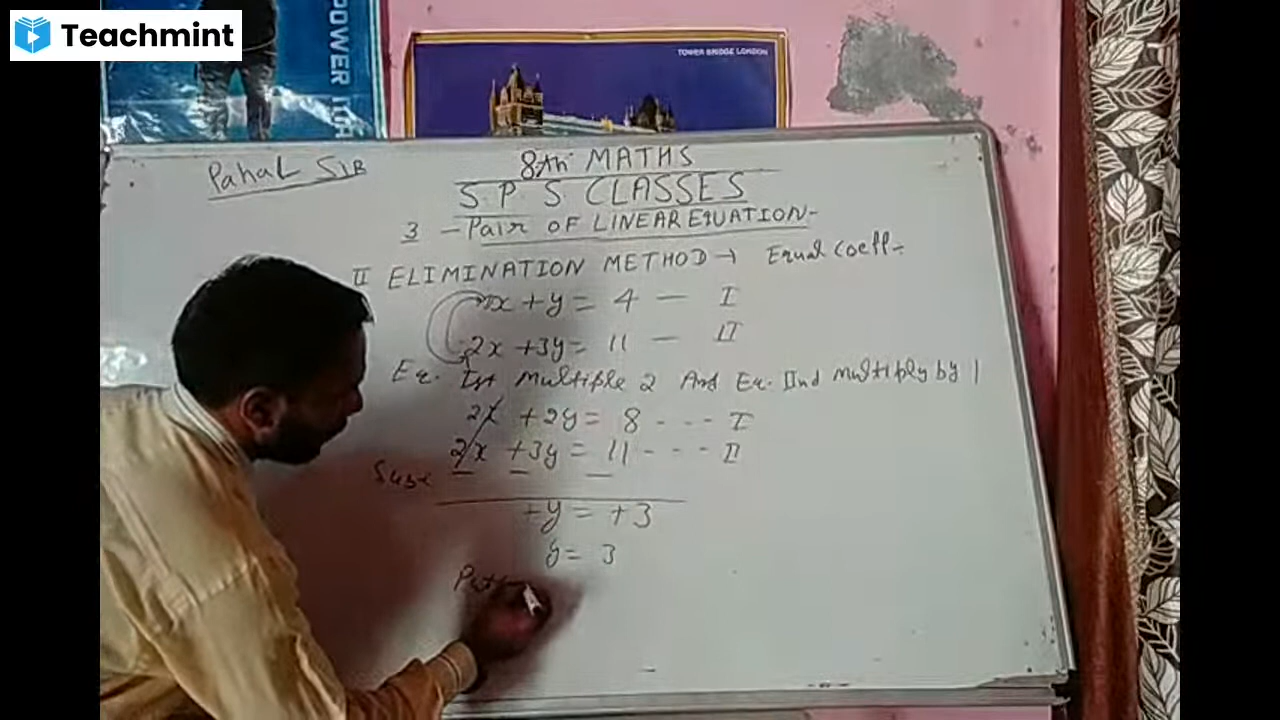 Teachmint
POWER
TOWER BRIDGE LONDON
Pahal SIR
8th MATHS
S.P.S. CLASSES
3 - Pair OF LINEAR EQUATION-
II ELIMINATION METHOD → Equal coeff-
x + y = 4 — I
2x + 3y = 11 — II
Eq. Ist Multiple 2 And Eq. IInd multiply by 1
2x + 2y = 8 - - - I
2x + 3y = 11 - - - II
+y = +3
y = 3